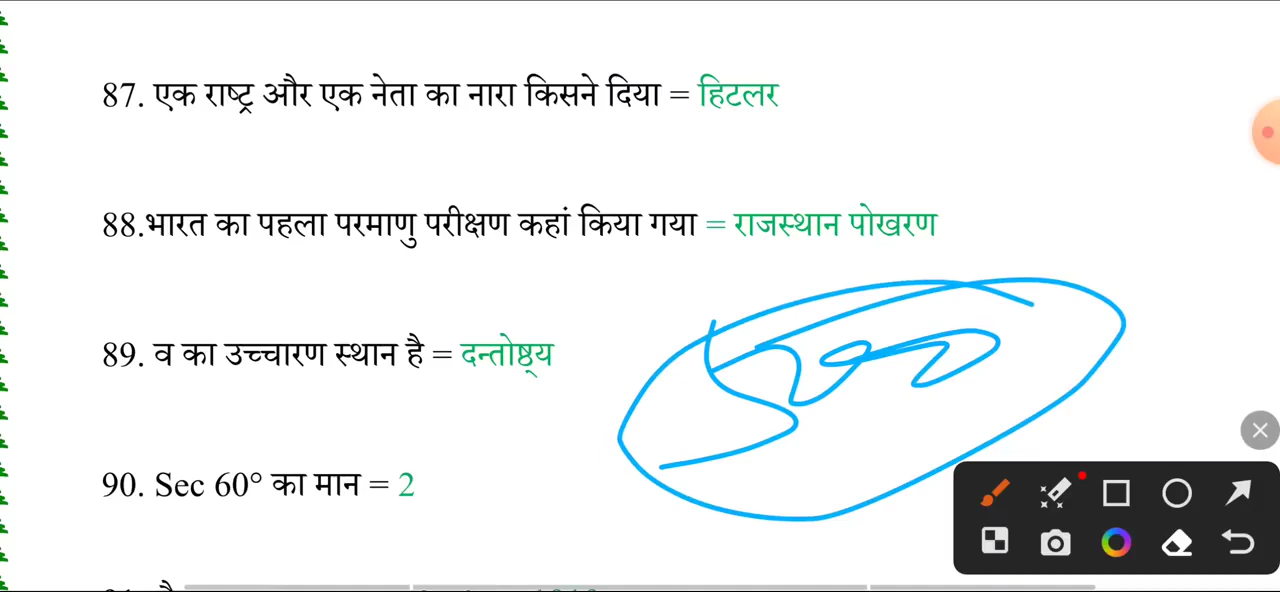 87. एक राष्ट्र और एक नेता का नारा किसने दिया = हिटलर
88.भारत का पहला परमाणु परीक्षण कहां किया गया = राजस्थान पोखरण
89. व का उच्चारण स्थान है = दन्तोष्ठ्य
90. Sec 60° का मान = 2